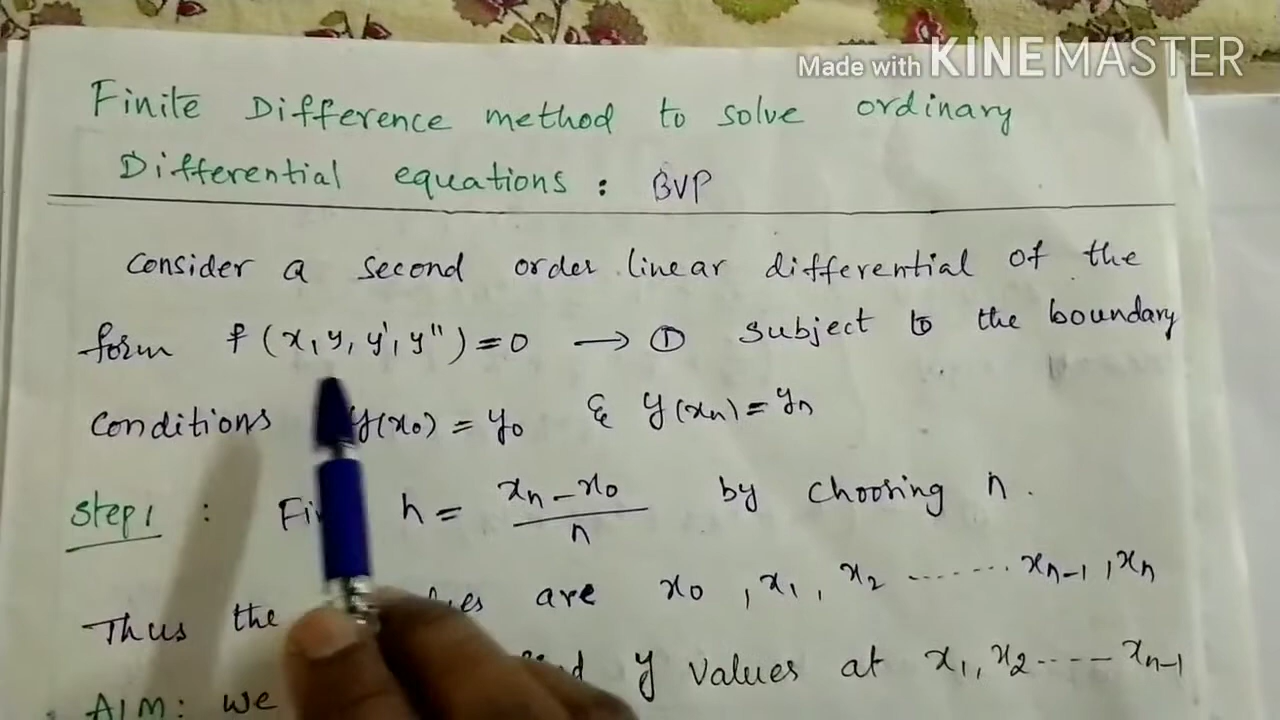 Made with KINEMASTER
Finite Difference method to solve ordinary
Differential equations : BVP
consider a second order linear differential of the
form f(x, y, y', y'') = 0 → ① subject to the boundary
conditions y(x₀) = y₀ & y(xₙ) = yₙ
Step 1 : h = (xₙ - x₀)/n by choosing n.
Thus the are x₀, x₁, x₂ ........ xₙ₋₁, xₙ
AIM: We y values at x₁, x₂ ---- xₙ₋₁